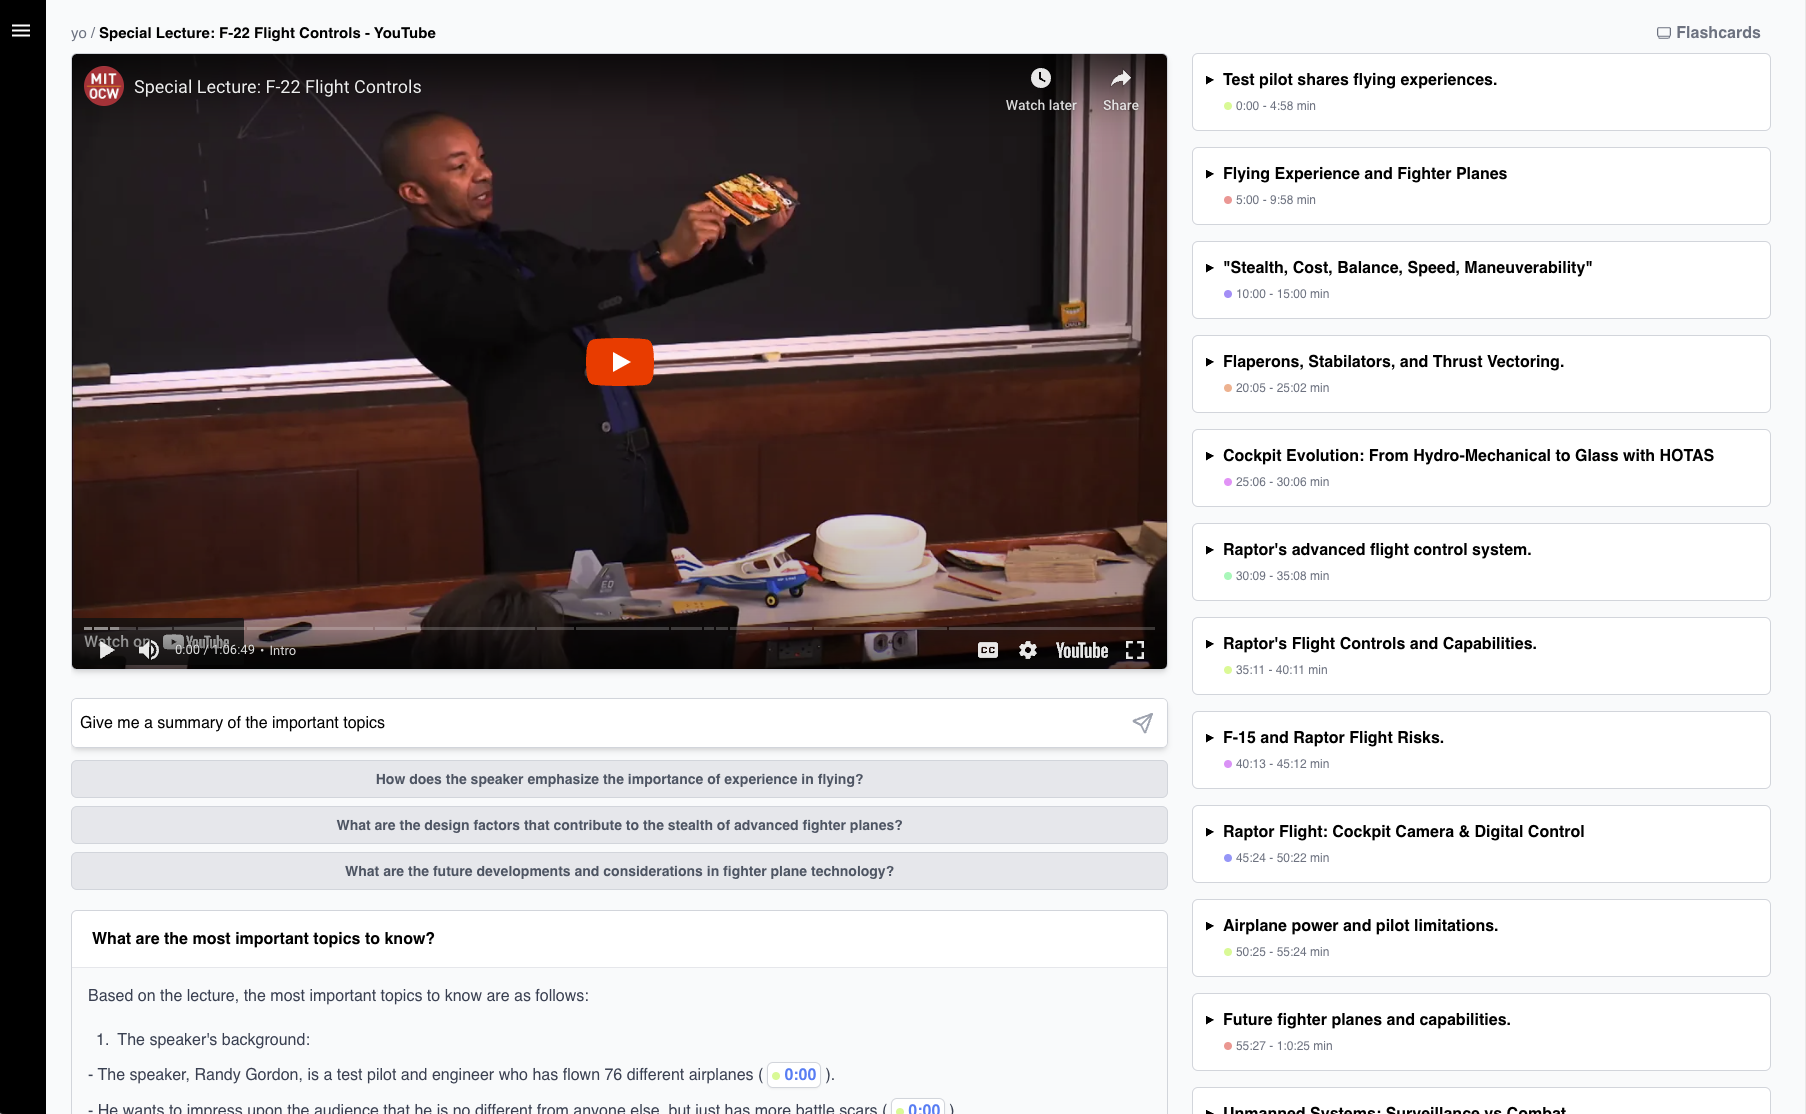 yo / Special Lecture: F-22 Flight Controls - YouTube
Flashcards
MIT
OCW
Special Lecture: F-22 Flight Controls
Watch later
Share
ED
Watch on YouTube
0:00 / 1:06:49 • Intro
CC
YouTube
Give me a summary of the important topics
How does the speaker emphasize the importance of experience in flying?
What are the design factors that contribute to the stealth of advanced fighter planes?
What are the future developments and considerations in fighter plane technology?
What are the most important topics to know?
Based on the lecture, the most important topics to know are as follows:
1. The speaker's background:
- The speaker, Randy Gordon, is a test pilot and engineer who has flown 76 different airplanes ( 0:00 ).
- He wants to impress upon the audience that he is no different from anyone else, but just has more battle scars ( 0:00 )
Test pilot shares flying experiences.
0:00 - 4:58 min
Flying Experience and Fighter Planes
5:00 - 9:58 min
"Stealth, Cost, Balance, Speed, Maneuverability"
10:00 - 15:00 min
Flaperons, Stabilators, and Thrust Vectoring.
20:05 - 25:02 min
Cockpit Evolution: From Hydro-Mechanical to Glass with HOTAS
25:06 - 30:06 min
Raptor's advanced flight control system.
30:09 - 35:08 min
Raptor's Flight Controls and Capabilities.
35:11 - 40:11 min
F-15 and Raptor Flight Risks.
40:13 - 45:12 min
Raptor Flight: Cockpit Camera & Digital Control
45:24 - 50:22 min
Airplane power and pilot limitations.
50:25 - 55:24 min
Future fighter planes and capabilities.
55:27 - 1:0:25 min
Unmanned Systems: Surveillance vs Combat